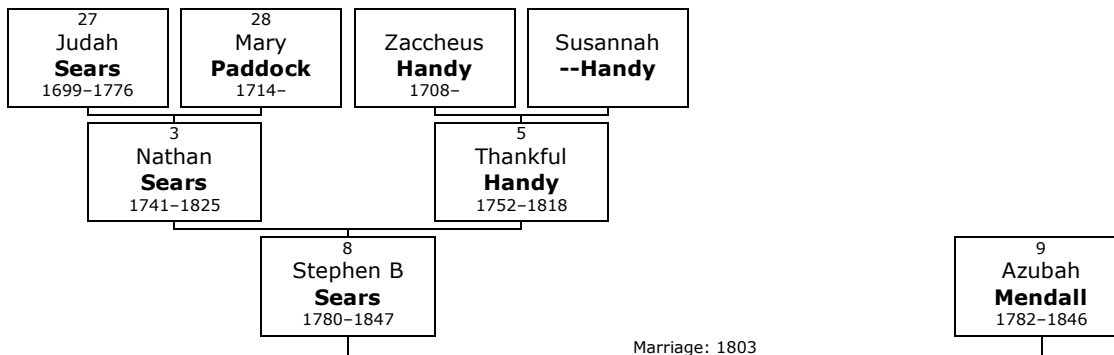 27
Judah
Sears
1699–1776
28
Mary
Paddock
1714–
Zaccheus
Handy
1708–
Susannah
--Handy
3
Nathan
Sears
1741–1825
5
Thankful
Handy
1752–1818
8
Stephen B
Sears
1780–1847
9
Azubah
Mendall
1782–1846
Marriage: 1803